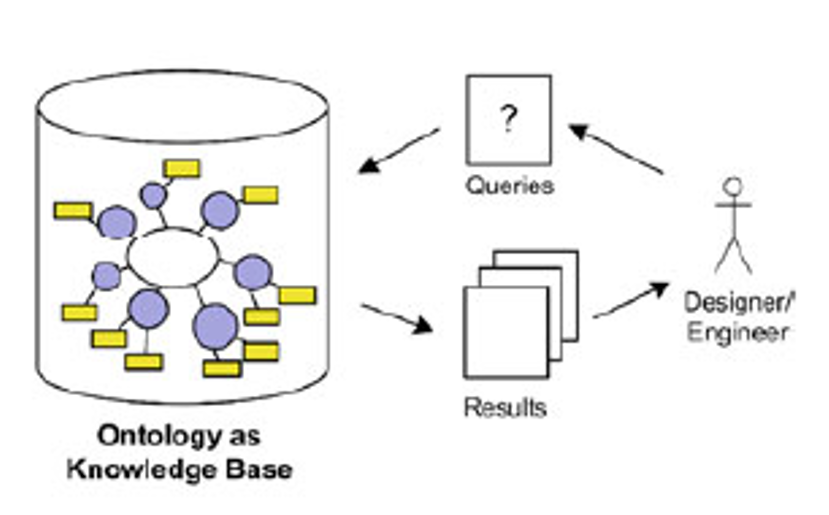 ?
Queries
Designer/
Engineer
Results
Ontology as
Knowledge Base